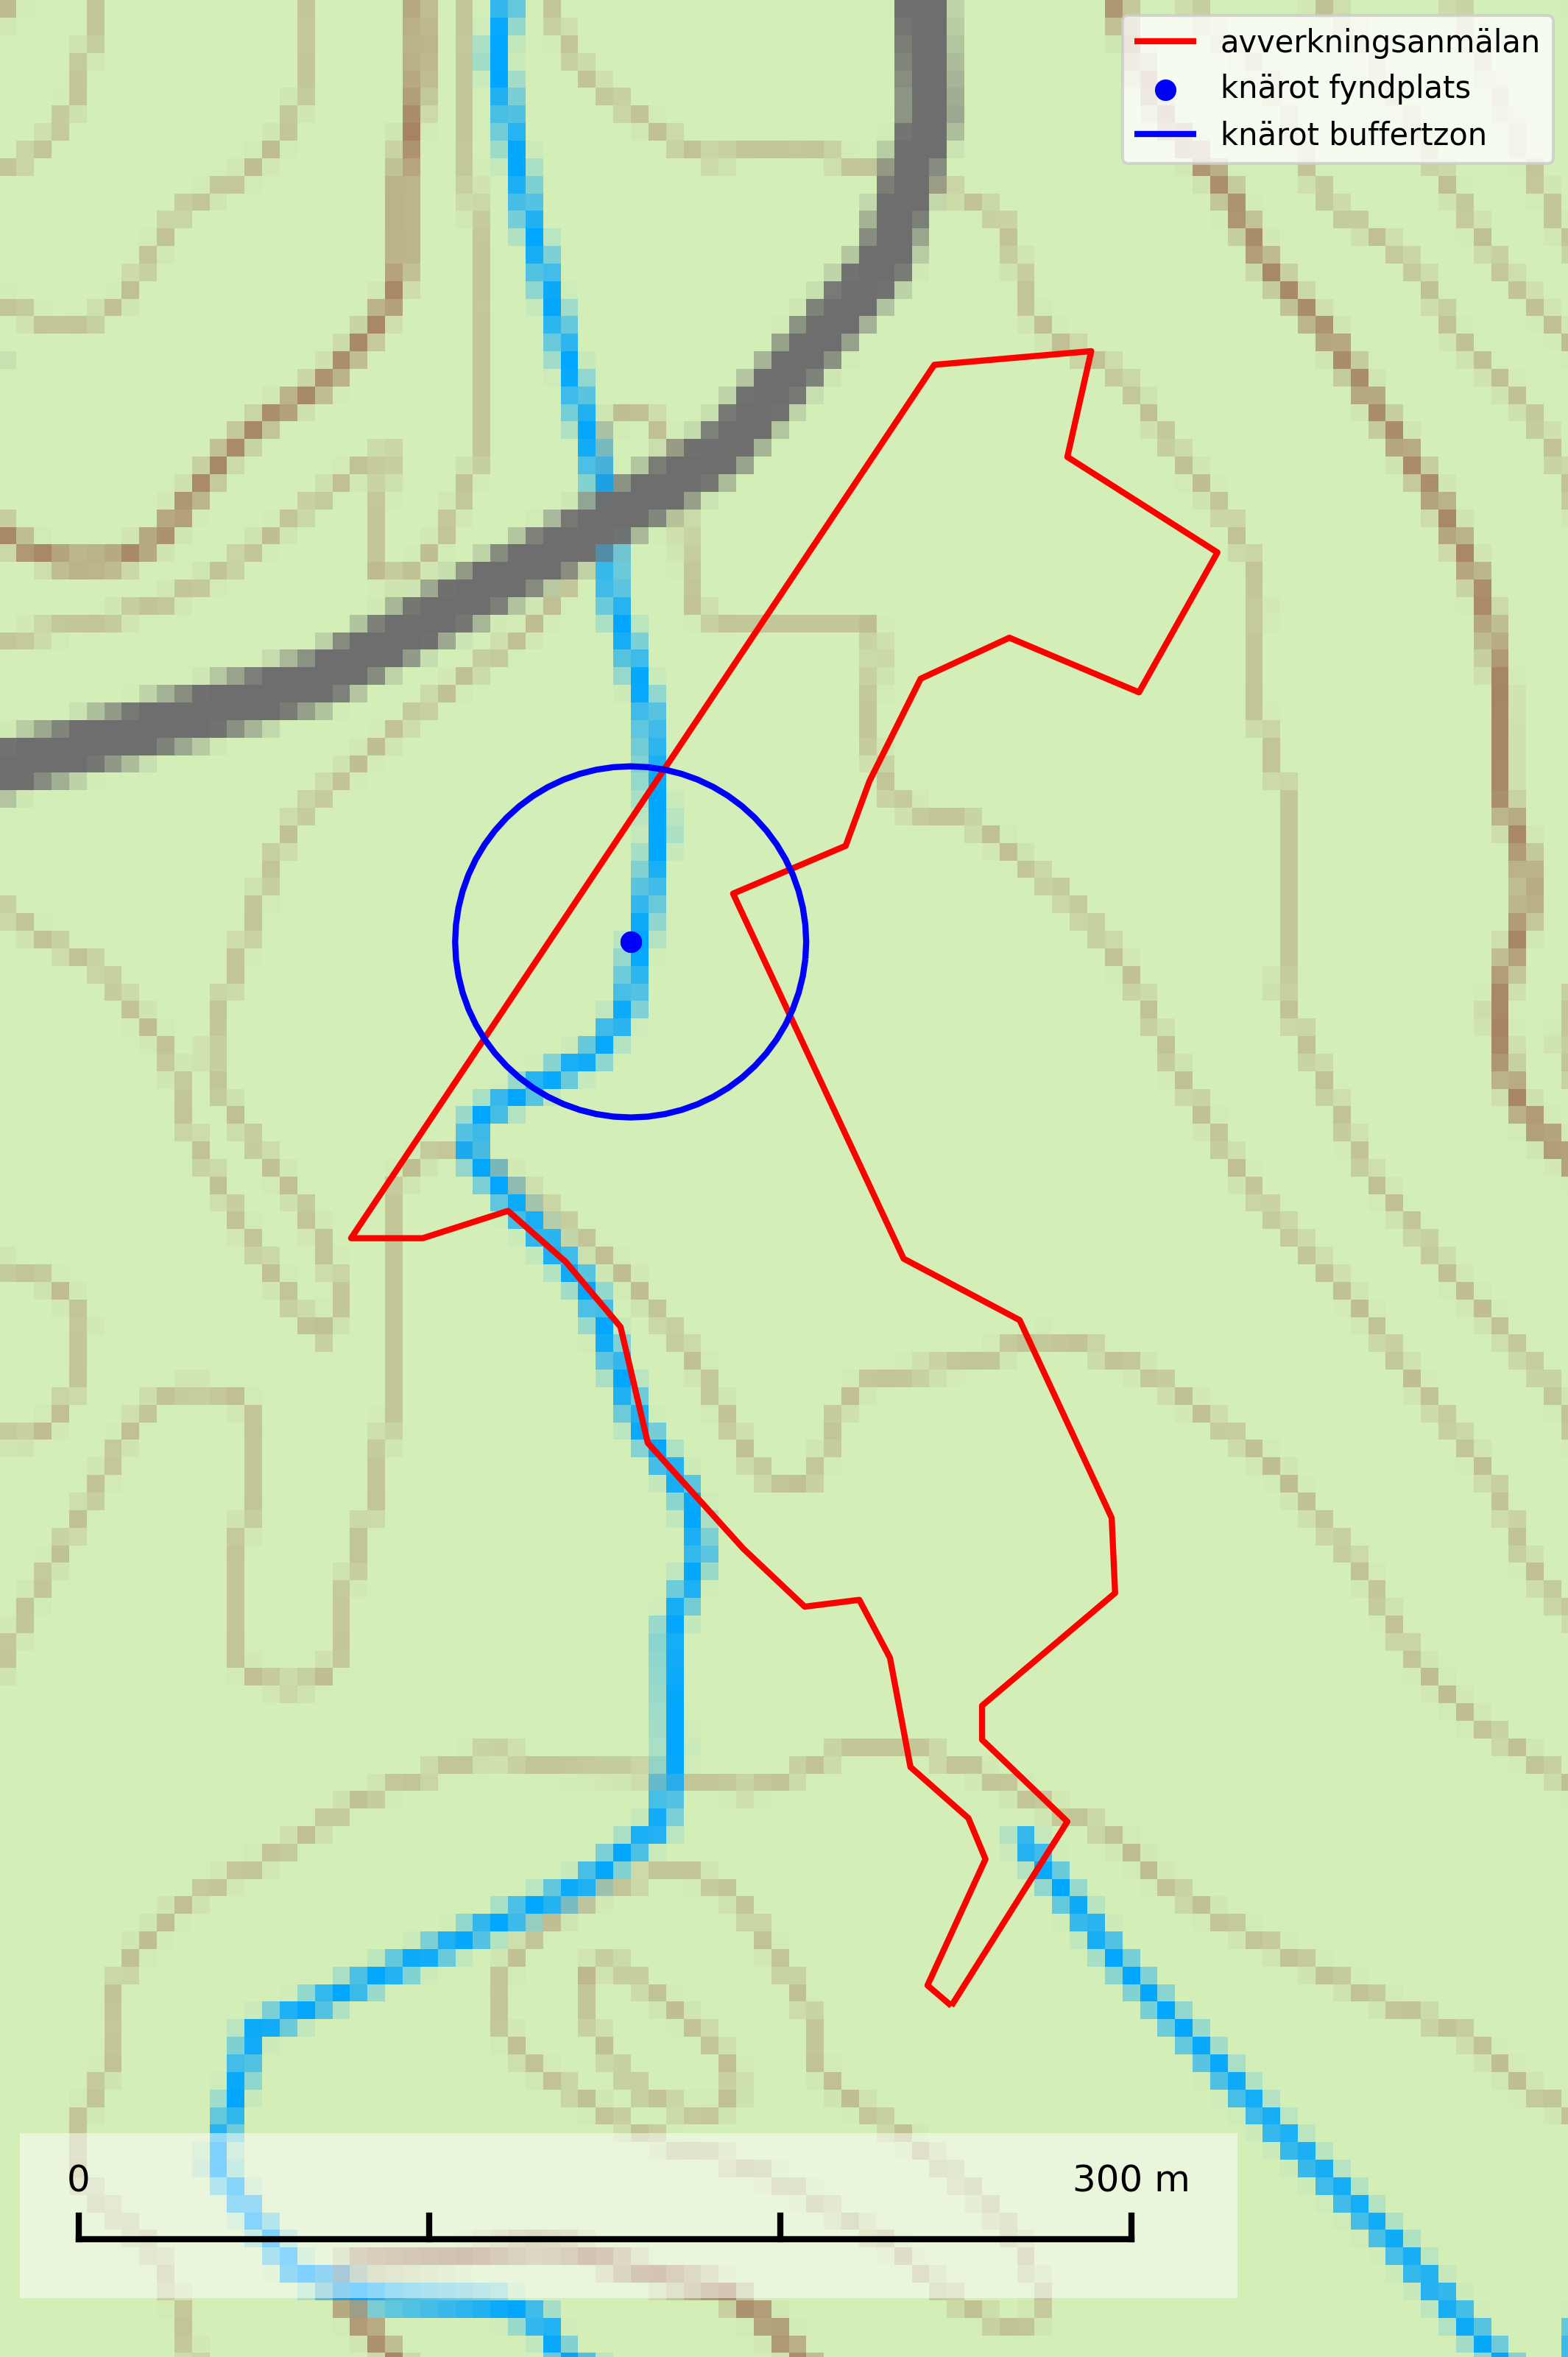 avverkningsanmälan
knärot fyndplats
knärot buffertzon
0
300 m